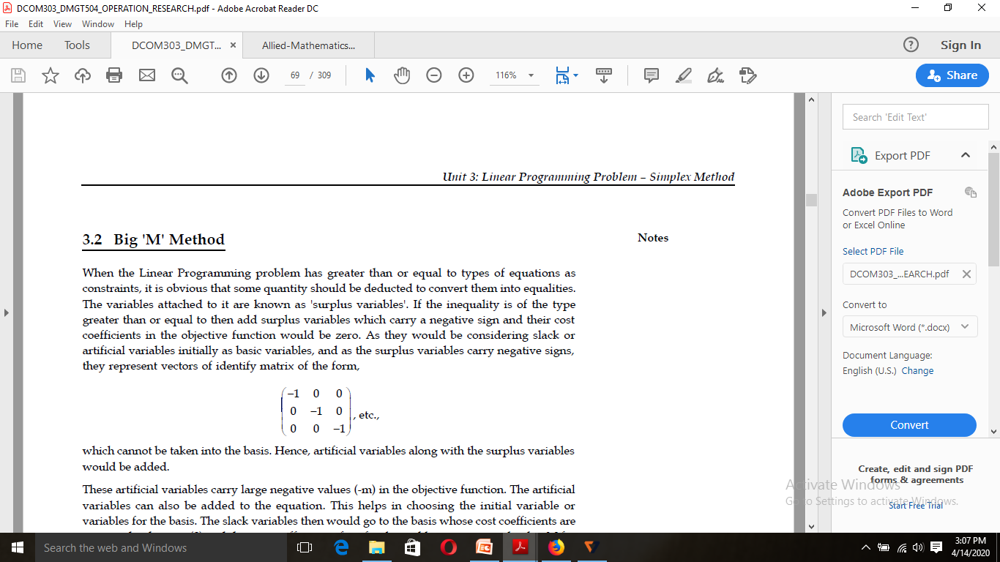 DCOM303_DMGT504_OPERATION_RESEARCH.pdf - Adobe Acrobat Reader DC
File Edit View Window Help
Home Tools DCOM303_DMGT... × Allied-Mathematics... ? Sign In
69 / 309 116% Share
Search 'Edit Text'
Export PDF
Adobe Export PDF
Convert PDF Files to Word
or Excel Online
Select PDF File
DCOM303_...EARCH.pdf
Convert to
Microsoft Word (*.docx)
Document Language:
English (U.S.) Change
Convert
Create, edit and sign PDF
forms & agreements
Start Free Trial
Activate Windows
Go to Settings to activate Windows.
Unit 3: Linear Programming Problem – Simplex Method
3.2 Big 'M' Method
Notes
When the Linear Programming problem has greater than or equal to types of equations as
constraints, it is obvious that some quantity should be deducted to convert them into equalities.
The variables attached to it are known as 'surplus variables'. If the inequality is of the type
greater than or equal to then add surplus variables which carry a negative sign and their cost
coefficients in the objective function would be zero. As they would be considering slack or
artificial variables initially as basic variables, and as the surplus variables carry negative signs,
they represent vectors of identify matrix of the form,
–1 0 0
0 –1 0
0 0 –1
, etc.,
which cannot be taken into the basis. Hence, artificial variables along with the surplus variables
would be added.
These artificial variables carry large negative values (-m) in the objective function. The artificial
variables can also be added to the equation. This helps in choosing the initial variable or
variables for the basis. The slack variables then would go to the basis whose cost coefficients are
Search the web and Windows
3:07 PM
4/14/2020